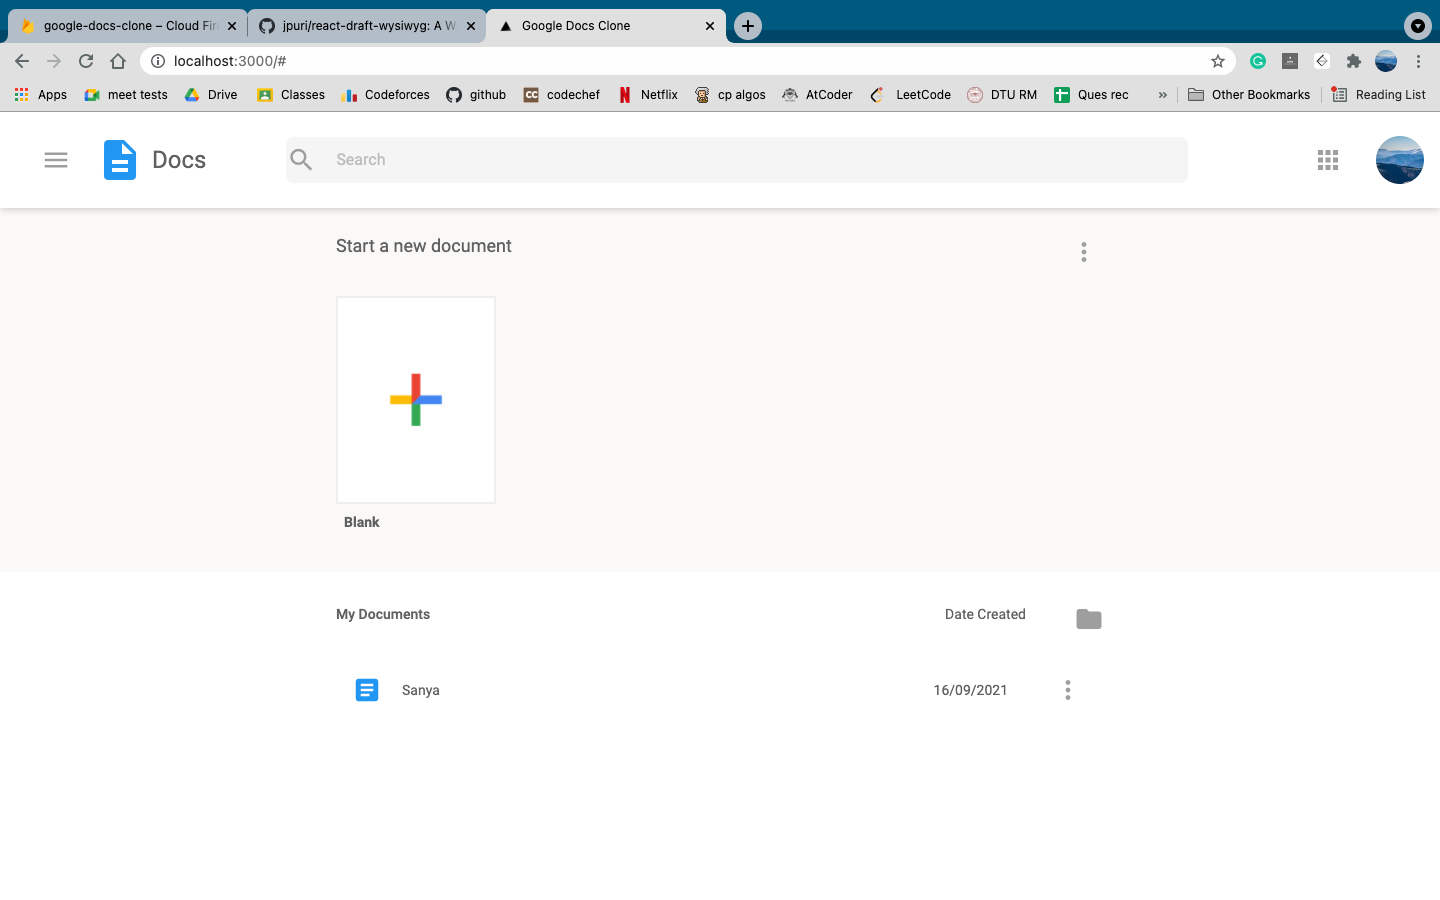 google-docs-clone – Cloud Fir
jpuri/react-draft-wysiwyg: A W
Google Docs Clone
localhost:3000/#
Apps meet tests Drive Classes Codeforces github codechef Netflix cp algos AtCoder LeetCode DTU RM Ques rec » Other Bookmarks Reading List
Docs
Search
Start a new document
Blank
My Documents Date Created
Sanya 16/09/2021